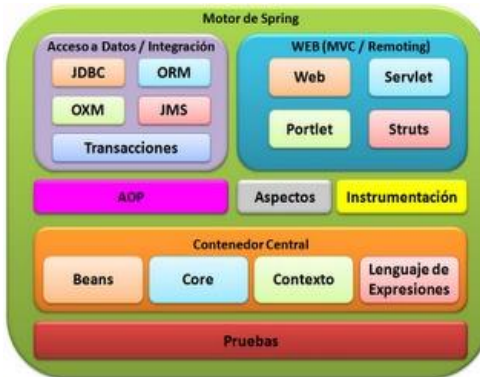 Motor de Spring
Acceso a Datos / Integración
JDBC
ORM
OXM
JMS
Transacciones
WEB (MVC / Remoting)
Web
Servlet
Portlet
Struts
AOP
Aspectos
Instrumentación
Contenedor Central
Beans
Core
Contexto
Lenguaje de
Expresiones
Pruebas